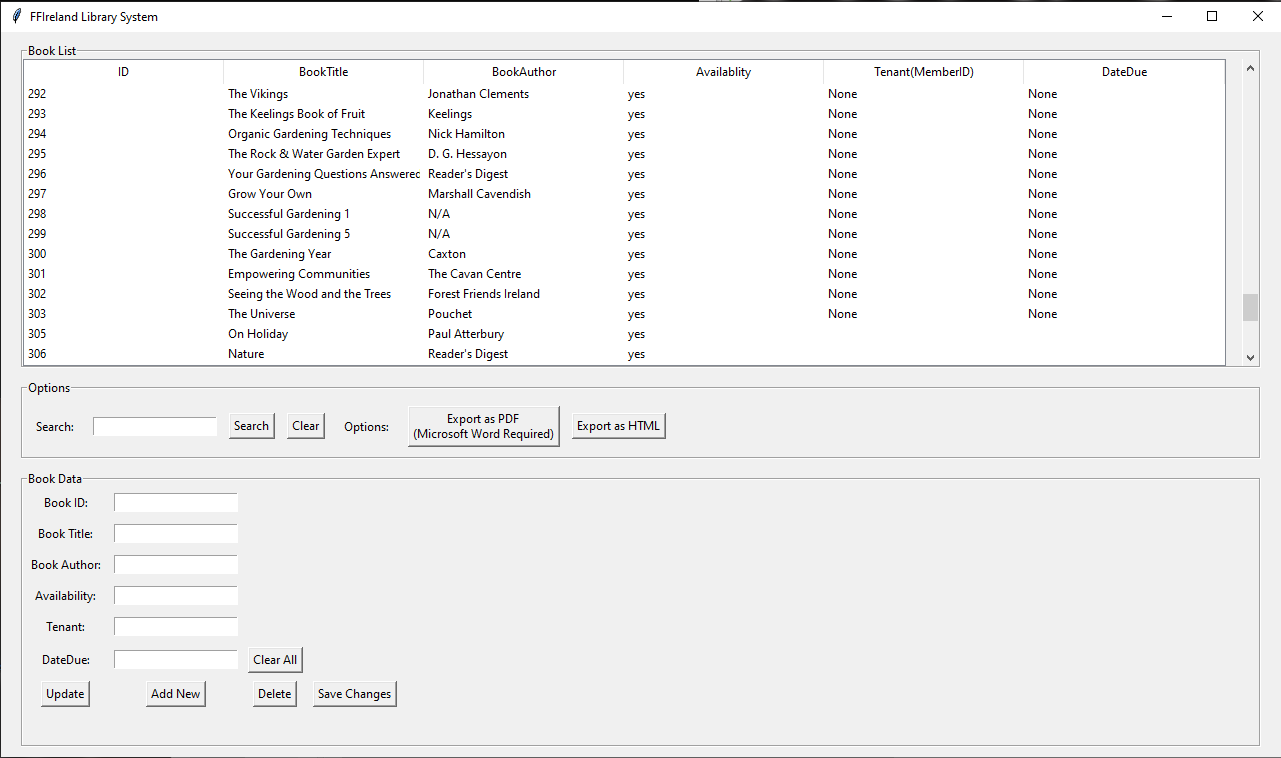 FFIreland Library System
Book List
ID BookTitle BookAuthor Availablity Tenant(MemberID) DateDue
292 The Vikings Jonathan Clements yes None None
293 The Keelings Book of Fruit Keelings yes None None
294 Organic Gardening Techniques Nick Hamilton yes None None
295 The Rock & Water Garden Expert D. G. Hessayon yes None None
296 Your Gardening Questions Answered Reader's Digest yes None None
297 Grow Your Own Marshall Cavendish yes None None
298 Successful Gardening 1 N/A yes None None
299 Successful Gardening 5 N/A yes None None
300 The Gardening Year Caxton yes None None
301 Empowering Communities The Cavan Centre yes None None
302 Seeing the Wood and the Trees Forest Friends Ireland yes None None
303 The Universe Pouchet yes None None
305 On Holiday Paul Atterbury yes
306 Nature Reader's Digest yes
Options
Search: Search Clear Options: Export as PDF
(Microsoft Word Required) Export as HTML
Book Data
Book ID:
Book Title:
Book Author:
Availability:
Tenant:
DateDue: Clear All
Update Add New Delete Save Changes